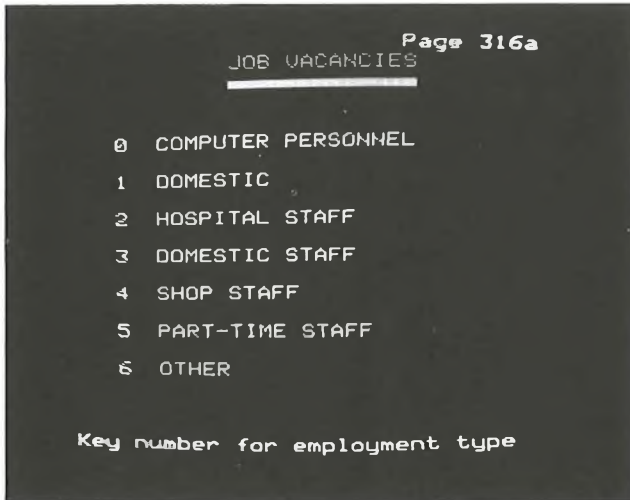 Page 316a
JOB VACANCIES
0 COMPUTER PERSONNEL
1 DOMESTIC
2 HOSPITAL STAFF
3 DOMESTIC STAFF
4 SHOP STAFF
5 PART-TIME STAFF
6 OTHER
Key number for employment type